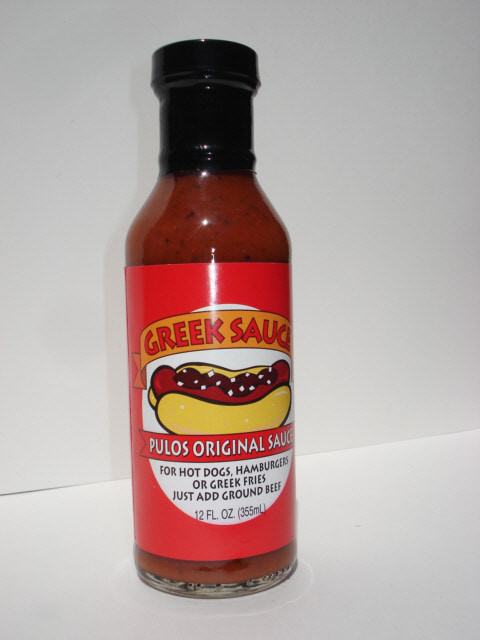 GREEK SAUCE
PULOS ORIGINAL SAUCE
FOR HOT DOGS, HAMBURGERS
OR GREEK FRIES
JUST ADD GROUND BEEF
12 FL. OZ. (355mL)